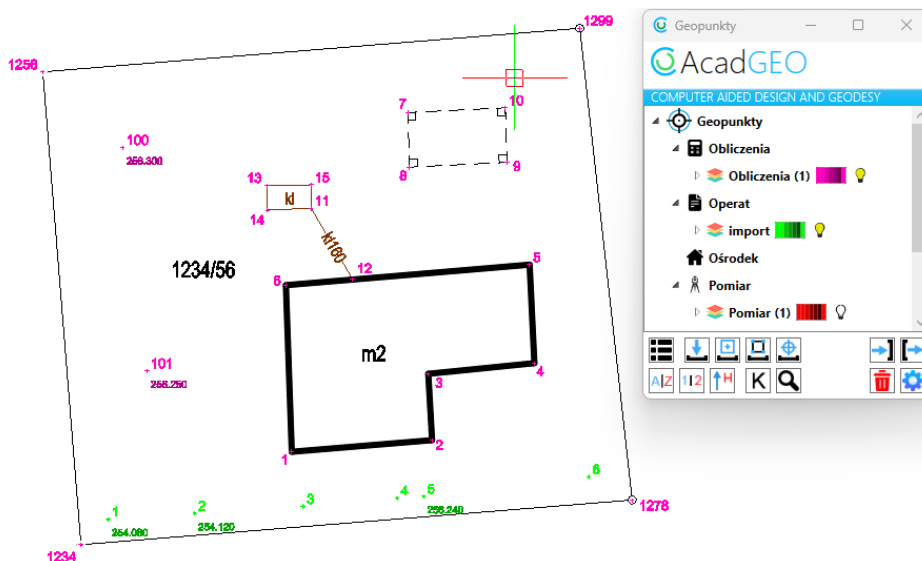 1299
1256
7
10
100
256.300
8
9
13
15
kl
11
14
kl160
12
5
1234/56
6
m2
101
256.250
3
4
2
1
6
4
5
3
256.240
2
254.120
1
254.080
1278
1234
Geopunkty
AcadGEO
COMPUTER AIDED DESIGN AND GEODESY
Geopunkty
Obliczenia
Obliczenia (1)
Operat
import
Ośrodek
Pomiar
Pomiar (1)
A|Z
1|2
H
K